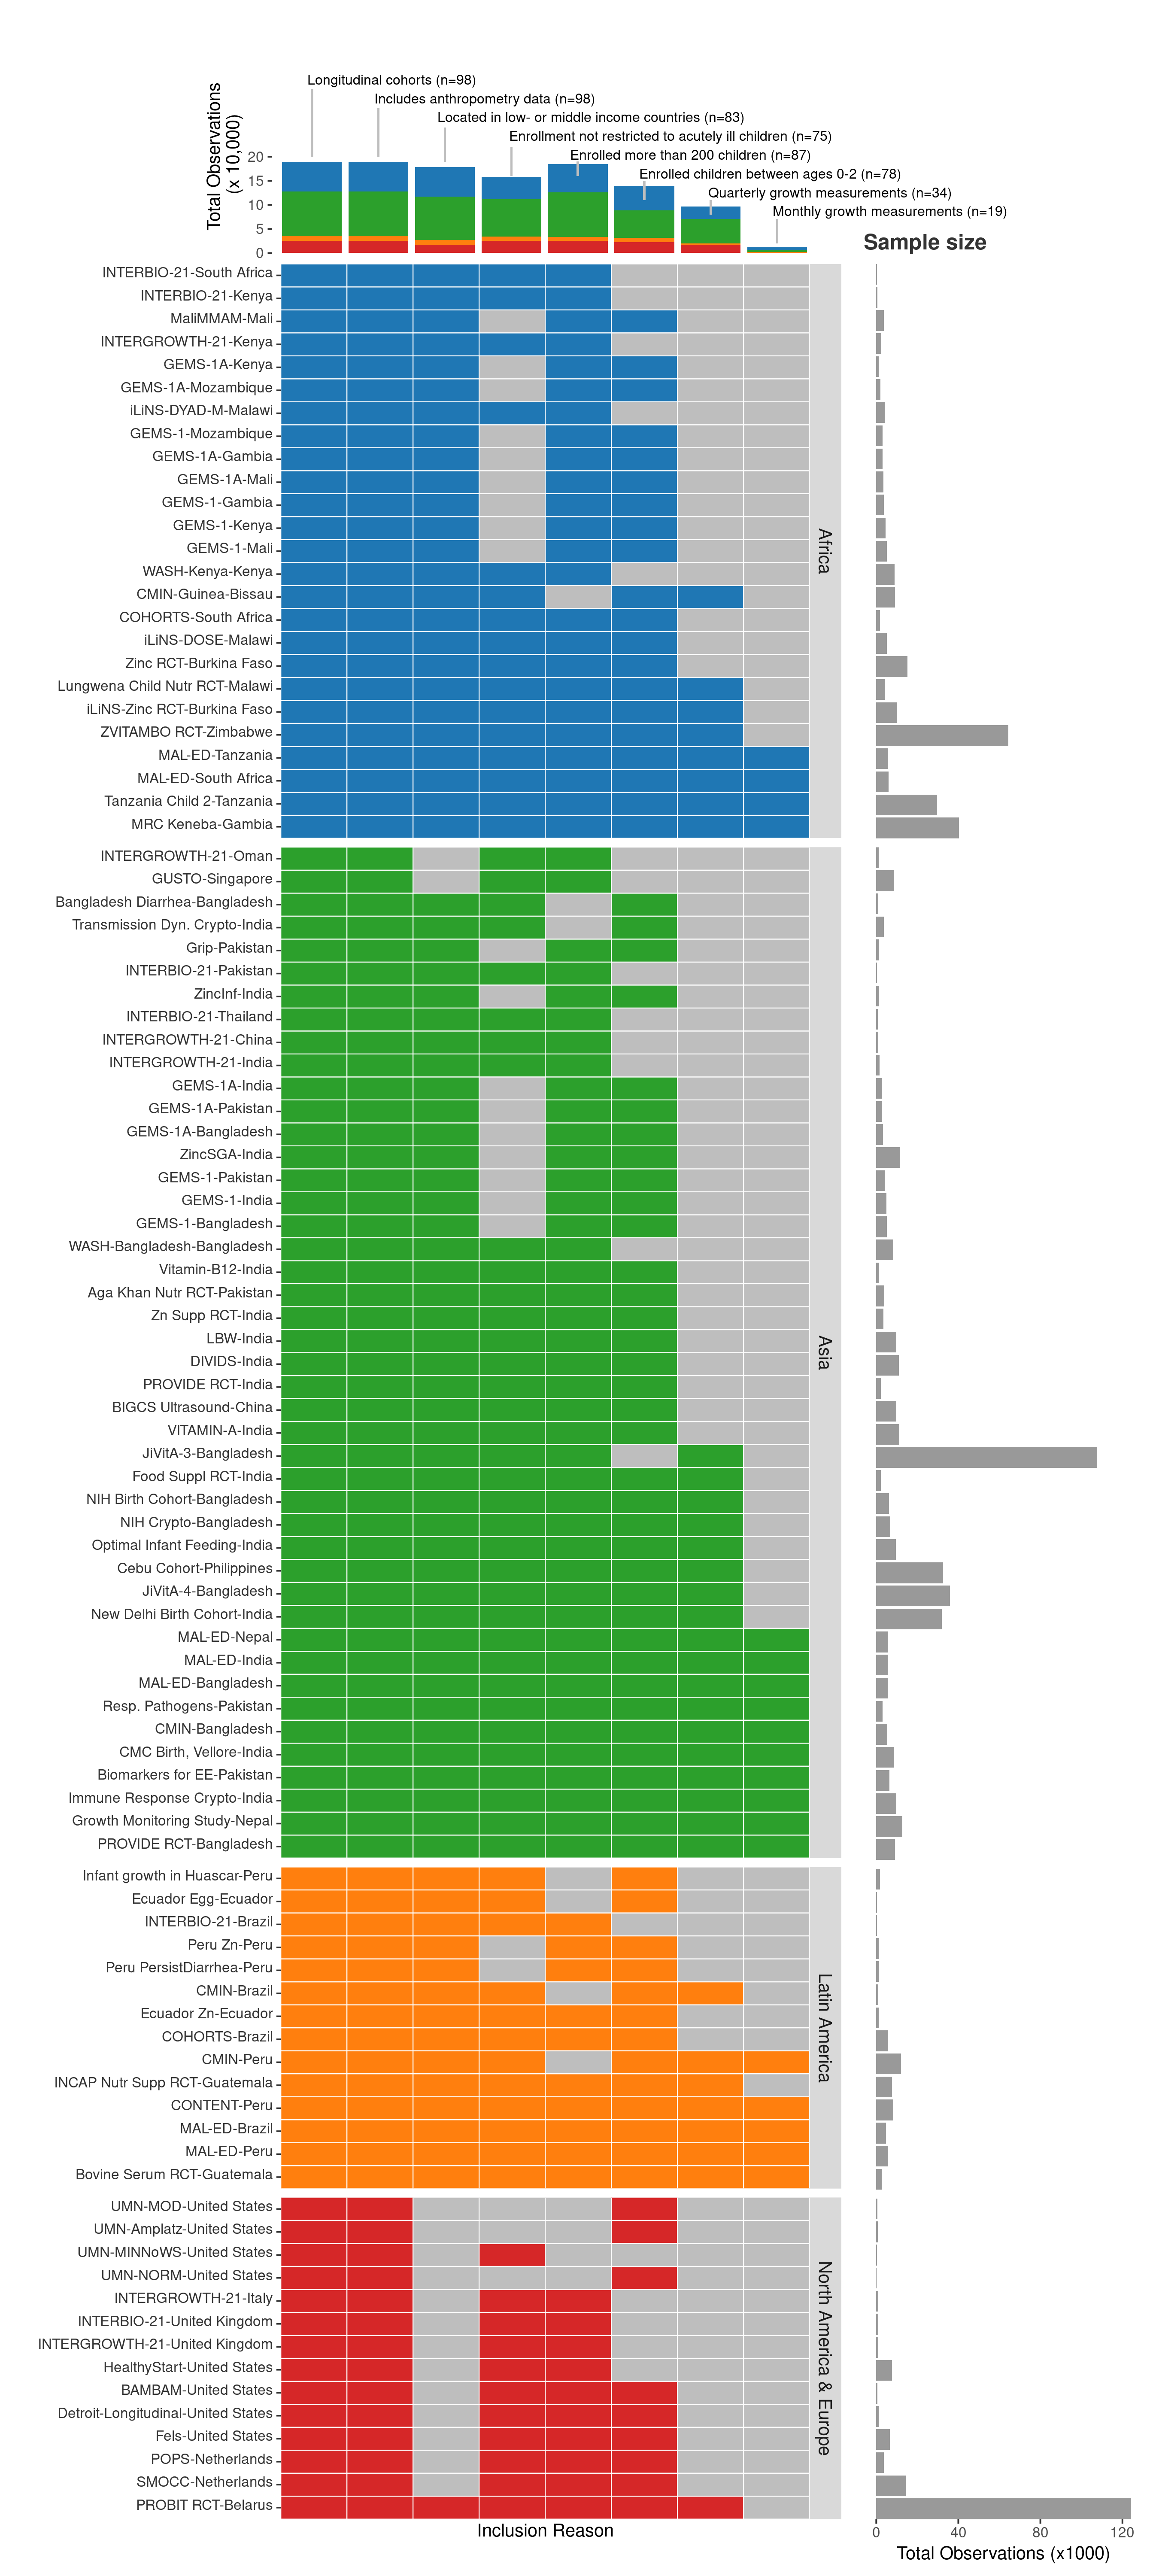 Longitudinal cohorts (n=98)
Includes anthropometry data (n=98)
Located in low- or middle income countries (n=83)
Enrollment not restricted to acutely ill children (n=75)
Enrolled more than 200 children (n=87)
Enrolled children between ages 0-2 (n=78)
Quarterly growth measurements (n=34)
Monthly growth measurements (n=19)
Total Observations
(x 10,000)
20
15
10
5
0
Sample size
INTERBIO-21-South Africa
INTERBIO-21-Kenya
MaliMMAM-Mali
INTERGROWTH-21-Kenya
GEMS-1A-Kenya
GEMS-1A-Mozambique
iLiNS-DYAD-M-Malawi
GEMS-1-Mozambique
GEMS-1A-Gambia
GEMS-1A-Mali
GEMS-1-Gambia
GEMS-1-Kenya
GEMS-1-Mali
WASH-Kenya-Kenya
CMIN-Guinea-Bissau
COHORTS-South Africa
iLiNS-DOSE-Malawi
Zinc RCT-Burkina Faso
Lungwena Child Nutr RCT-Malawi
iLiNS-Zinc RCT-Burkina Faso
ZVITAMBO RCT-Zimbabwe
MAL-ED-Tanzania
MAL-ED-South Africa
Tanzania Child 2-Tanzania
MRC Keneba-Gambia
Africa
INTERGROWTH-21-Oman
GUSTO-Singapore
Bangladesh Diarrhea-Bangladesh
Transmission Dyn. Crypto-India
Grip-Pakistan
INTERBIO-21-Pakistan
ZincInf-India
INTERBIO-21-Thailand
INTERGROWTH-21-China
INTERGROWTH-21-India
GEMS-1A-India
GEMS-1A-Pakistan
GEMS-1A-Bangladesh
ZincSGA-India
GEMS-1-Pakistan
GEMS-1-India
GEMS-1-Bangladesh
WASH-Bangladesh-Bangladesh
Vitamin-B12-India
Aga Khan Nutr RCT-Pakistan
Zn Supp RCT-India
LBW-India
DIVIDS-India
PROVIDE RCT-India
BIGCS Ultrasound-China
VITAMIN-A-India
JiVitA-3-Bangladesh
Food Suppl RCT-India
NIH Birth Cohort-Bangladesh
NIH Crypto-Bangladesh
Optimal Infant Feeding-India
Cebu Cohort-Philippines
JiVitA-4-Bangladesh
New Delhi Birth Cohort-India
MAL-ED-Nepal
MAL-ED-India
MAL-ED-Bangladesh
Resp. Pathogens-Pakistan
CMIN-Bangladesh
CMC Birth, Vellore-India
Biomarkers for EE-Pakistan
Immune Response Crypto-India
Growth Monitoring Study-Nepal
PROVIDE RCT-Bangladesh
Asia
Infant growth in Huascar-Peru
Ecuador Egg-Ecuador
INTERBIO-21-Brazil
Peru Zn-Peru
Peru PersistDiarrhea-Peru
CMIN-Brazil
Ecuador Zn-Ecuador
COHORTS-Brazil
CMIN-Peru
INCAP Nutr Supp RCT-Guatemala
CONTENT-Peru
MAL-ED-Brazil
MAL-ED-Peru
Bovine Serum RCT-Guatemala
Latin America
UMN-MOD-United States
UMN-Amplatz-United States
UMN-MINNoWS-United States
UMN-NORM-United States
INTERGROWTH-21-Italy
INTERBIO-21-United Kingdom
INTERGROWTH-21-United Kingdom
HealthyStart-United States
BAMBAM-United States
Detroit-Longitudinal-United States
Fels-United States
POPS-Netherlands
SMOCC-Netherlands
PROBIT RCT-Belarus
North America & Europe
Inclusion Reason
0 40 80 120
Total Observations (x1000)